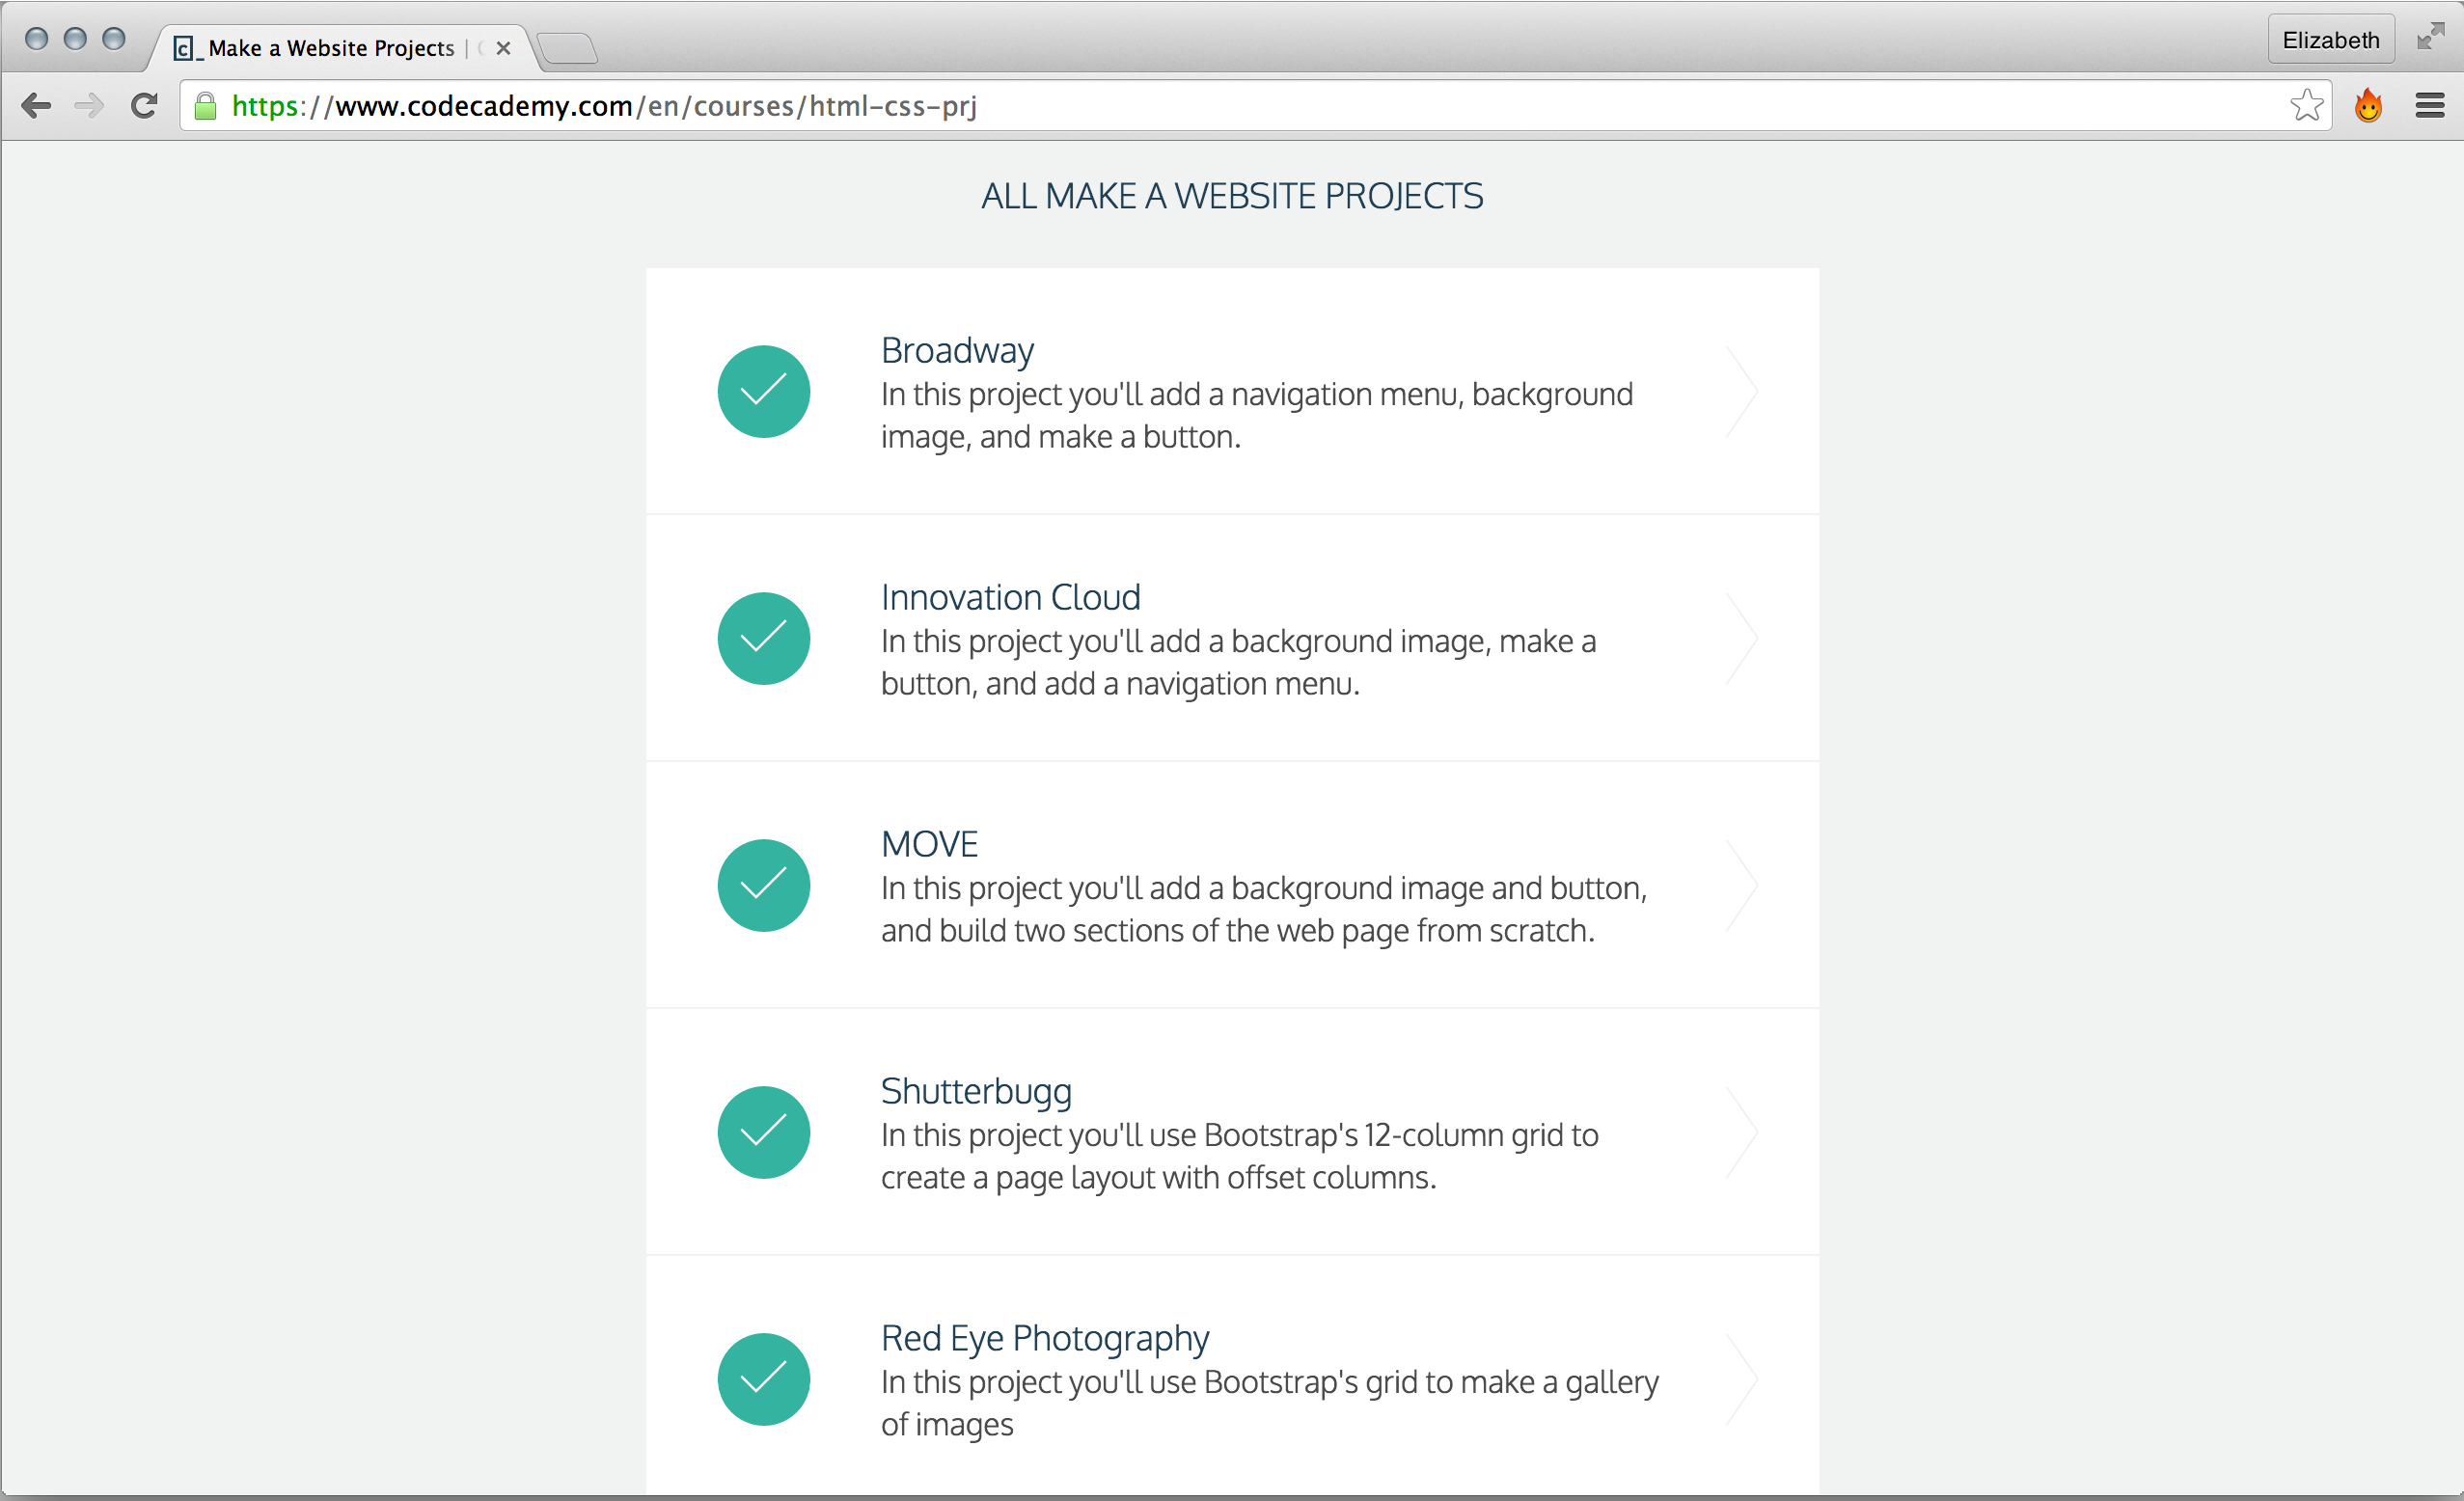 Make a Website Projects |
Elizabeth
https://www.codecademy.com/en/courses/html-css-prj
ALL MAKE A WEBSITE PROJECTS
Broadway
In this project you'll add a navigation menu, background
image, and make a button.
Innovation Cloud
In this project you'll add a background image, make a
button, and add a navigation menu.
MOVE
In this project you'll add a background image and button,
and build two sections of the web page from scratch.
Shutterbugg
In this project you'll use Bootstrap's 12-column grid to
create a page layout with offset columns.
Red Eye Photography
In this project you'll use Bootstrap's grid to make a gallery
of images